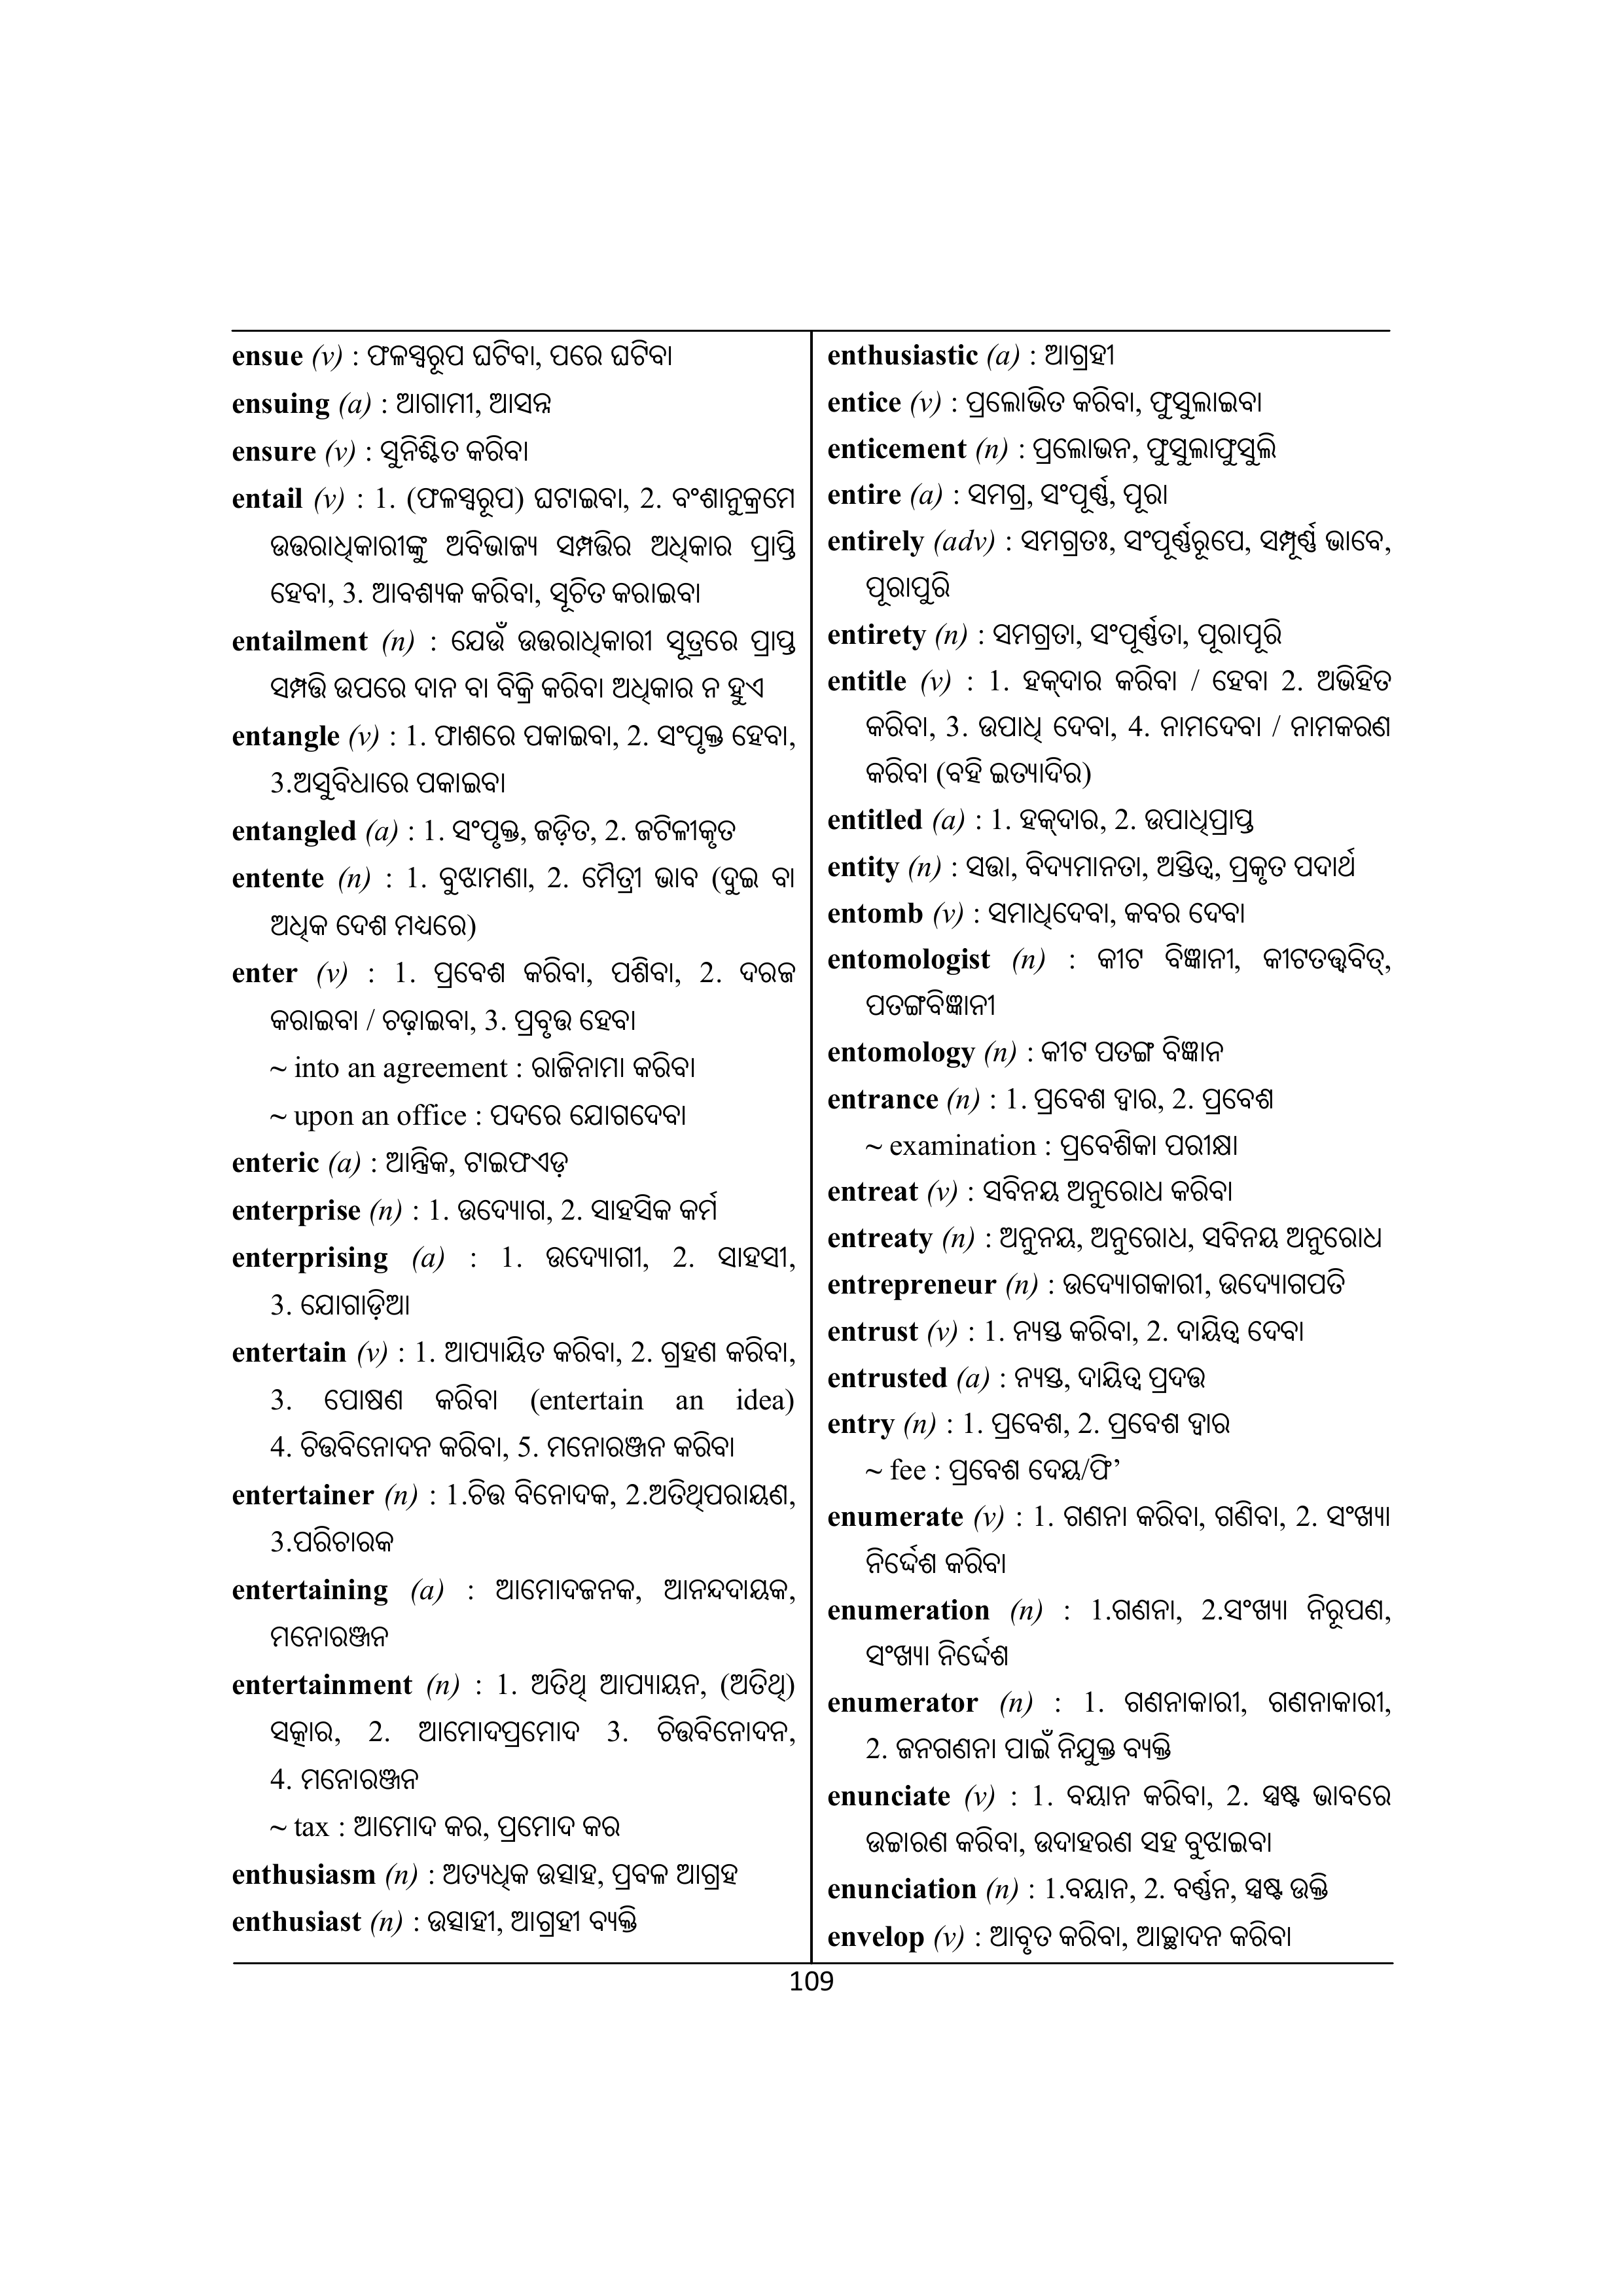 ensue (v) : ଫଳସ୍ୱରୂପ ଘଟିବା, ପରେ ଘଟିବା
ensuing (a) : ଆଗାମୀ, ଆସନ୍ନ
ensure (v) : ସୁନିଶ୍ଚିତ କରିବା
entail (v) : 1. (ଫଳସ୍ୱରୂପ) ଘଟାଇବା, 2. ବଂଶାନୁକ୍ରମେ
ଉତ୍ତରାଧିକାରୀଙ୍କୁ ଅବିଭାଜ୍ୟ ସମ୍ପତ୍ତିର ଅଧିକାର ପ୍ରାପ୍ତି
ହେବା, 3. ଆବଶ୍ୟକ କରିବା, ସୂଚିତ କରାଇବା
entailment (n) : ଯେଉଁ ଉତ୍ତରାଧିକାରୀ ସୂତ୍ରରେ ପ୍ରାପ୍ତ
ସମ୍ପତ୍ତି ଉପରେ ଦାନ ବା ବିକ୍ରି କରିବା ଅଧିକାର ନ ହୁଏ
entangle (v) : 1. ଫାଶରେ ପକାଇବା, 2. ସଂପୃକ୍ତ ହେବା,
3.ଅସୁବିଧାରେ ପକାଇବା
entangled (a) : 1. ସଂପୃକ୍ତ, ଜଡ଼ିତ, 2. ଜଟିଳୀକୃତ
entente (n) : 1. ବୁଝାମଣା, 2. ମୈତ୍ରୀ ଭାବ (ଦୁଇ ବା
ଅଧିକ ଦେଶ ମଧ୍ୟରେ)
enter (v) : 1. ପ୍ରବେଶ କରିବା, ପଶିବା, 2. ଦରଜ
କରାଇବା / ଚଢ଼ାଇବା, 3. ପ୍ରବୃତ୍ତ ହେବା
~ into an agreement : ରାଜିନାମା କରିବା
~ upon an office : ପଦରେ ଯୋଗଦେବା
enteric (a) : ଆନ୍ତ୍ରିକ, ଟାଇଫଏଡ଼
enterprise (n) : 1. ଉଦ୍ୟୋଗ, 2. ସାହସିକ କର୍ମ
enterprising (a) : 1. ଉଦ୍ୟୋଗୀ, 2. ସାହସୀ,
3. ଯୋଗାଡ଼ିଆ
entertain (v) : 1. ଆପ୍ୟାୟିତ କରିବା, 2. ଗ୍ରହଣ କରିବା,
3. ପୋଷଣ କରିବା (entertain an idea)
4. ଚିତ୍ତବିନୋଦନ କରିବା, 5. ମନୋରଞ୍ଜନ କରିବା
entertainer (n) : 1.ଚିତ୍ତ ବିନୋଦକ, 2.ଅତିଥିପରାୟଣ,
3.ପରିଚାରକ
entertaining (a) : ଆମୋଦଜନକ, ଆନନ୍ଦଦାୟକ,
ମନୋରଞ୍ଜନ
entertainment (n) : 1. ଅତିଥି ଆପ୍ୟାୟନ, (ଅତିଥି)
ସତ୍କାର, 2. ଆମୋଦପ୍ରମୋଦ 3. ଚିତ୍ତବିନୋଦନ,
4. ମନୋରଞ୍ଜନ
~ tax : ଆମୋଦ କର, ପ୍ରମୋଦ କର
enthusiasm (n) : ଅତ୍ୟଧିକ ଉତ୍ସାହ, ପ୍ରବଳ ଆଗ୍ରହ
enthusiast (n) : ଉତ୍ସାହୀ, ଆଗ୍ରହୀ ବ୍ୟକ୍ତି
enthusiastic (a) : ଆଗ୍ରହୀ
entice (v) : ପ୍ରଲୋଭିତ କରିବା, ଫୁସୁଲାଇବା
enticement (n) : ପ୍ରଲୋଭନ, ଫୁସୁଲାଫୁସୁଲି
entire (a) : ସମଗ୍ର, ସଂପୂର୍ଣ୍ଣ, ପୂରା
entirely (adv) : ସମଗ୍ରତଃ, ସଂପୂର୍ଣ୍ଣରୂପେ, ସମ୍ପୂର୍ଣ୍ଣ ଭାବେ,
ପୂରାପୁରି
entirety (n) : ସମଗ୍ରତା, ସଂପୂର୍ଣ୍ଣତା, ପୂରାପୂରି
entitle (v) : 1. ହକ୍‌ଦାର କରିବା / ହେବା 2. ଅଭିହିତ
କରିବା, 3. ଉପାଧି ଦେବା, 4. ନାମଦେବା / ନାମକରଣ
କରିବା (ବହି ଇତ୍ୟାଦିର)
entitled (a) : 1. ହକ୍‌ଦାର, 2. ଉପାଧିପ୍ରାପ୍ତ
entity (n) : ସତ୍ତା, ବିଦ୍ୟମାନତା, ଅସ୍ତିତ୍ୱ, ପ୍ରକୃତ ପଦାର୍ଥ
entomb (v) : ସମାଧିଦେବା, କବର ଦେବା
entomologist (n) : କୀଟ ବିଜ୍ଞାନୀ, କୀଟତତ୍ତ୍ୱବିତ୍,
ପତଙ୍ଗବିଜ୍ଞାନୀ
entomology (n) : କୀଟ ପତଙ୍ଗ ବିଜ୍ଞାନ
entrance (n) : 1. ପ୍ରବେଶ ଦ୍ୱାର, 2. ପ୍ରବେଶ
~ examination : ପ୍ରବେଶିକା ପରୀକ୍ଷା
entreat (v) : ସବିନୟ ଅନୁରୋଧ କରିବା
entreaty (n) : ଅନୁନୟ, ଅନୁରୋଧ, ସବିନୟ ଅନୁରୋଧ
entrepreneur (n) : ଉଦ୍ୟୋଗକାରୀ, ଉଦ୍ୟୋଗପତି
entrust (v) : 1. ନ୍ୟସ୍ତ କରିବା, 2. ଦାୟିତ୍ୱ ଦେବା
entrusted (a) : ନ୍ୟସ୍ତ, ଦାୟିତ୍ୱ ପ୍ରଦତ୍ତ
entry (n) : 1. ପ୍ରବେଶ, 2. ପ୍ରବେଶ ଦ୍ୱାର
~ fee : ପ୍ରବେଶ ଦେୟ/ଫି’
enumerate (v) : 1. ଗଣନା କରିବା, ଗଣିବା, 2. ସଂଖ୍ୟା
ନିର୍ଦ୍ଦେଶ କରିବା
enumeration (n) : 1.ଗଣନା, 2.ସଂଖ୍ୟା ନିରୂପଣ,
ସଂଖ୍ୟା ନିର୍ଦ୍ଦେଶ
enumerator (n) : 1. ଗଣନାକାରୀ, ଗଣନାକାରୀ,
2. ଜନଗଣନା ପାଇଁ ନିଯୁକ୍ତ ବ୍ୟକ୍ତି
enunciate (v) : 1. ବୟାନ କରିବା, 2. ସ୍ପଷ୍ଟ ଭାବରେ
ଉଚ୍ଚାରଣ କରିବା, ଉଦାହରଣ ସହ ବୁଝାଇବା
enunciation (n) : 1.ବୟାନ, 2. ବର୍ଣ୍ଣନ, ସ୍ପଷ୍ଟ ଉକ୍ତି
envelop (v) : ଆବୃତ କରିବା, ଆଚ୍ଛାଦନ କରିବା
109